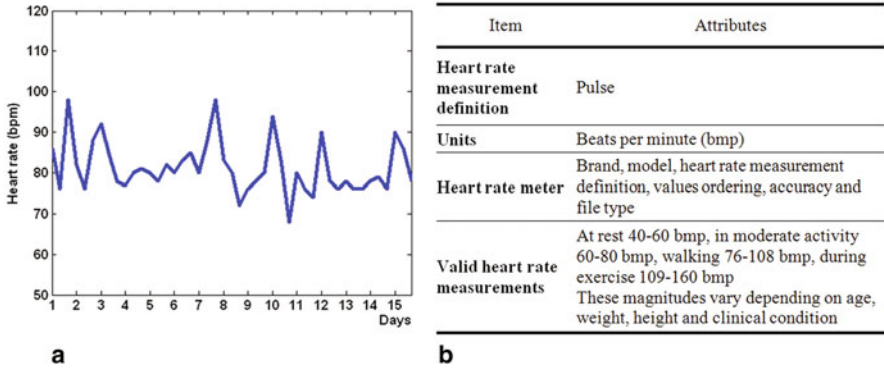 120
110
100
90
80
70
60
50
Heart rate (bpm)
1 2 3 4 5 6 7 8 9 10 11 12 13 14 15
Days
a
Item Attributes
Heart rate
measurement
definition
Pulse
Units Beats per minute (bmp)
Heart rate meter
Brand, model, heart rate measurement
definition, values ordering, accuracy and
file type
Valid heart rate
measurements
At rest 40-60 bmp, in moderate activity
60-80 bmp, walking 76-108 bmp, during
exercise 109-160 bmp
These magnitudes vary depending on age,
weight, height and clinical condition
b